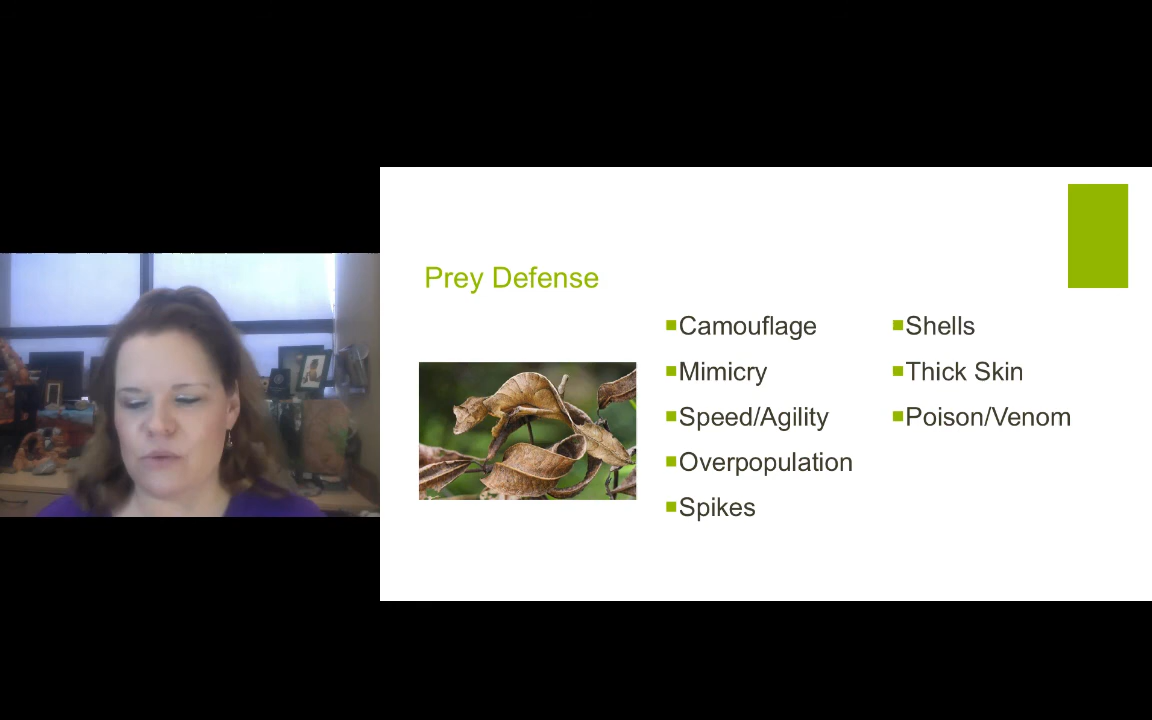 Prey Defense
Camouflage
Mimicry
Speed/Agility
Overpopulation
Spikes
Shells
Thick Skin
Poison/Venom